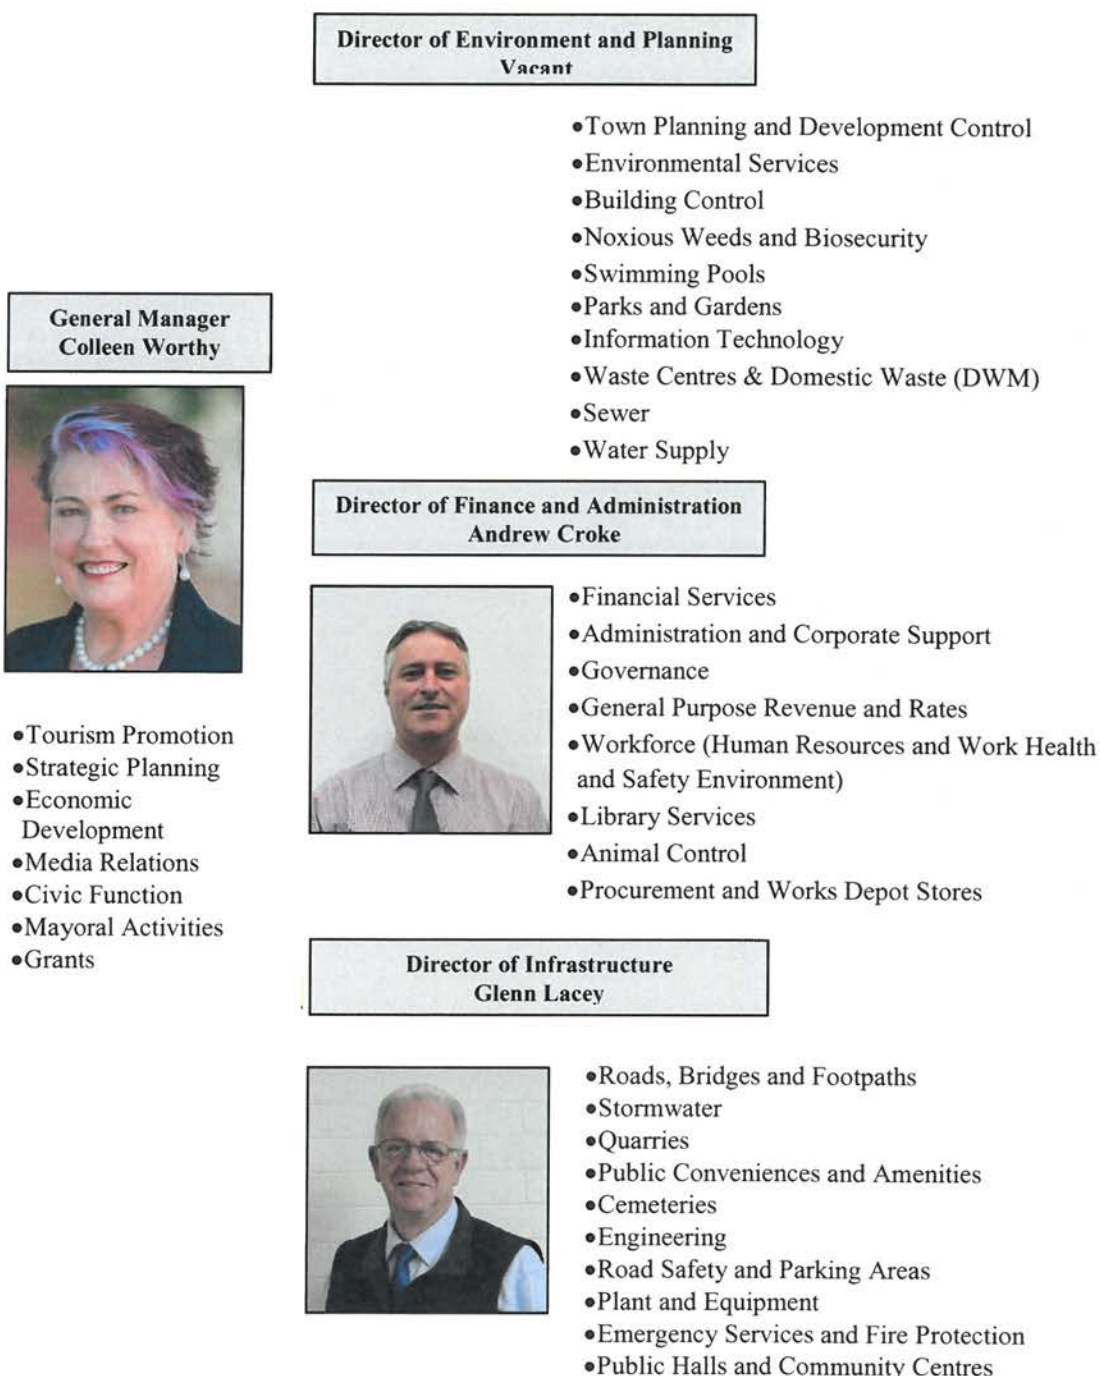 Director of Environment and Planning
Vacant
•Town Planning and Development Control
•Environmental Services
•Building Control
•Noxious Weeds and Biosecurity
•Swimming Pools
•Parks and Gardens
•Information Technology
•Waste Centres & Domestic Waste (DWM)
•Sewer
•Water Supply
General Manager
Colleen Worthy
•Tourism Promotion
•Strategic Planning
•Economic
Development
•Media Relations
•Civic Function
•Mayoral Activities
•Grants
Director of Finance and Administration
Andrew Croke
•Financial Services
•Administration and Corporate Support
•Governance
•General Purpose Revenue and Rates
•Workforce (Human Resources and Work Health
and Safety Environment)
•Library Services
•Animal Control
•Procurement and Works Depot Stores
Director of Infrastructure
Glenn Lacey
•Roads, Bridges and Footpaths
•Stormwater
•Quarries
•Public Conveniences and Amenities
•Cemeteries
•Engineering
•Road Safety and Parking Areas
•Plant and Equipment
•Emergency Services and Fire Protection
•Public Halls and Community Centres